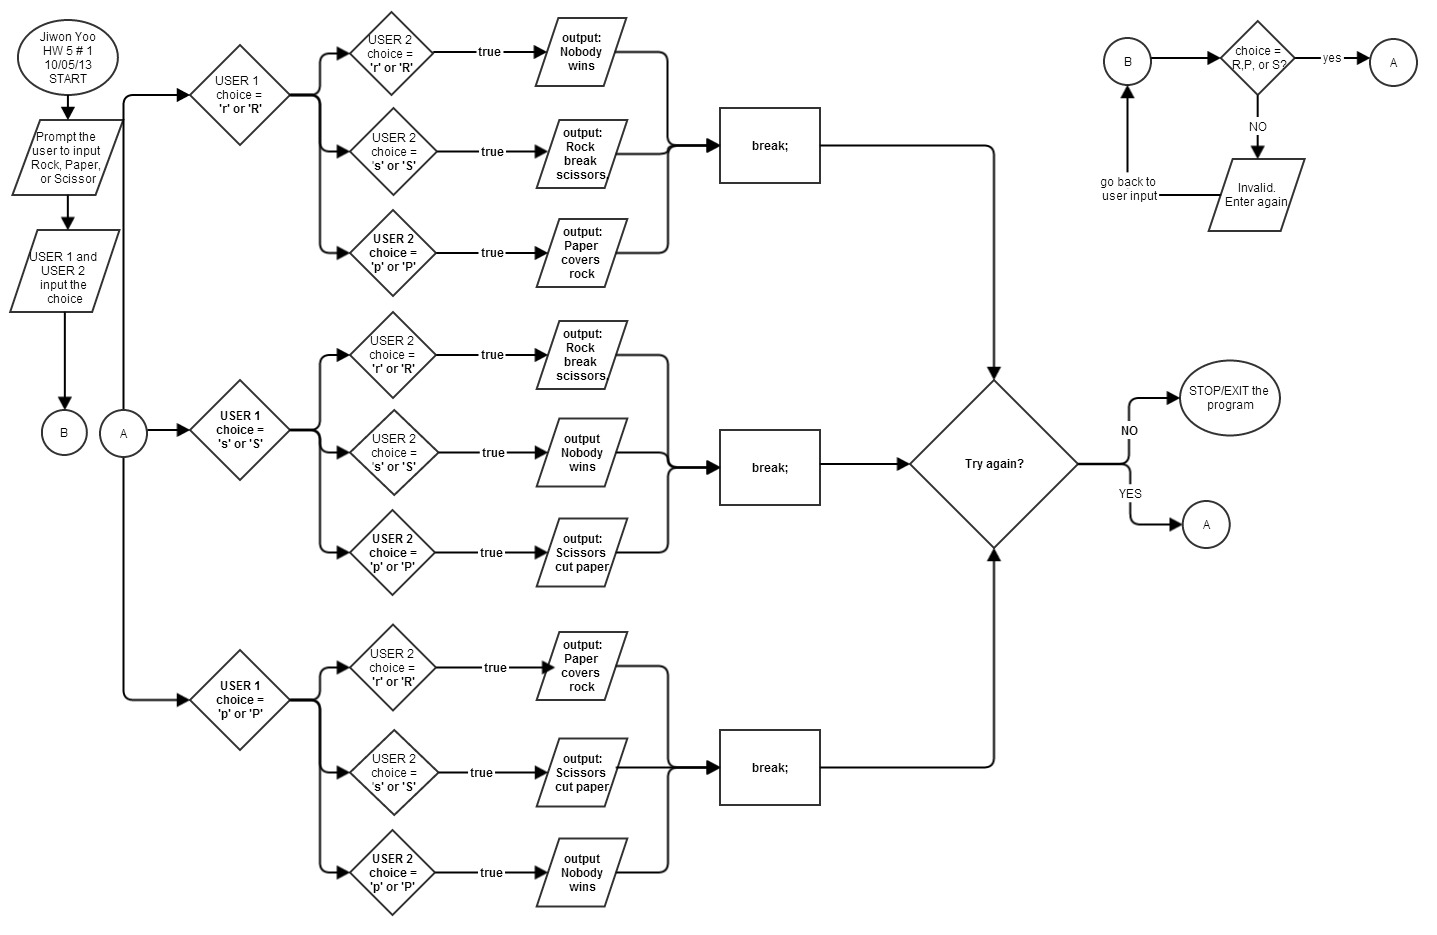 Jiwon Yoo
HW 5 # 1
10/05/13
START
Prompt the
user to input
Rock, Paper,
or Scissor
USER 1 and
USER 2
input the
choice
B
A
USER 1
choice =
'r' or 'R'
USER 2
choice =
'r' or 'R'
true
output:
Nobody
wins
USER 2
choice =
's' or 'S'
true
output:
Rock
break
scissors.
USER 2
choice =
'p' or 'P'
true
output:
Paper
covers
rock
break;
USER 1
choice =
's' or 'S'
USER 2
choice =
'r' or 'R'
true
output:
Rock
break
scissors.
USER 2
choice =
's' or 'S'
true
output
Nobody
wins
USER 2
choice =
'p' or 'P'
true
output:
Scissors
cut paper
break;
USER 1
choice =
'p' or 'P'
USER 2
choice =
'r' or 'R'
true
output:
Paper
covers
rock
USER 2
choice =
's' or 'S'
true
output:
Scissors
cut paper
USER 2
choice =
'p' or 'P'
true
output
Nobody
wins
break;
Try again?
NO
STOP/EXIT the
program
YES
A
B
choice =
R,P, or S?
yes
A
NO
Invalid.
Enter again
go back to
user input